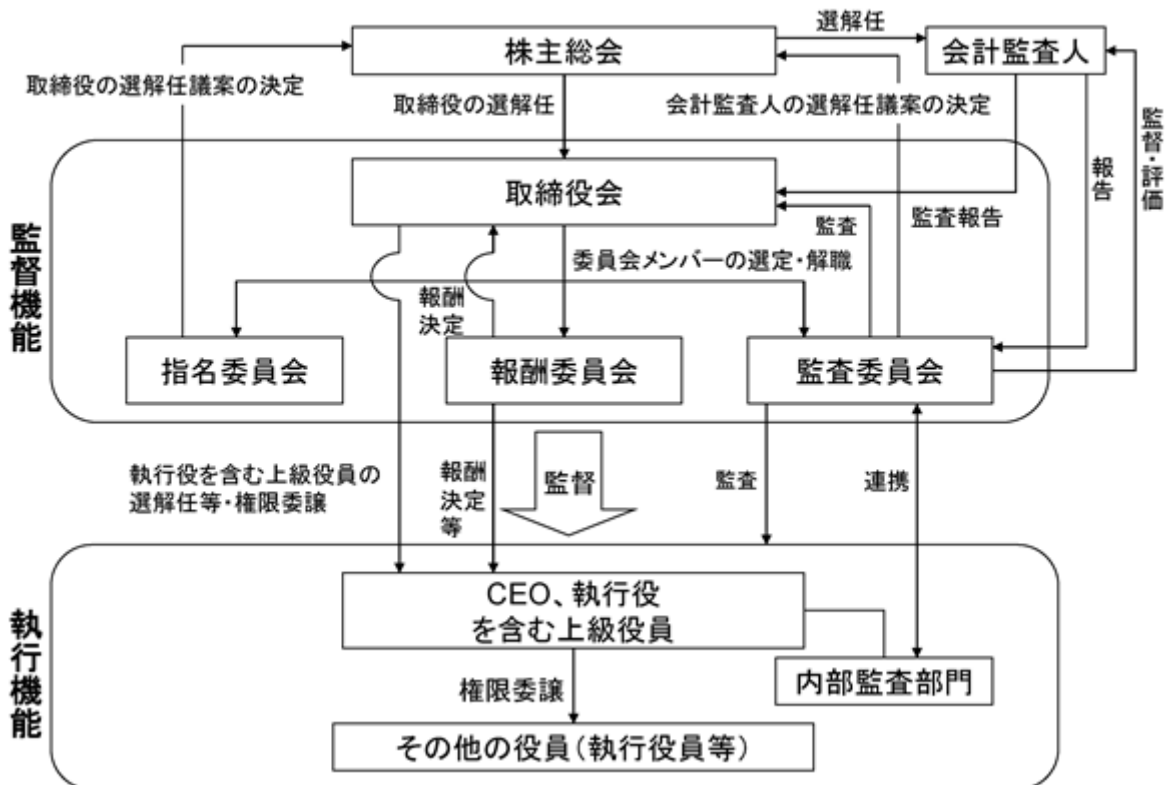 選解任
株主総会
会計監査人
取締役の選解任議案の決定
取締役の選解任
会計監査人の選解任議案の決定
監督・評価
報告
取締役会
監査
監査報告
監督機能
委員会メンバーの選定・解職
報酬
決定
指名委員会
報酬委員会
監査委員会
執行役を含む上級役員の
選解任等・権限委譲
報酬
決定
等
監督
監査
連携
執行機能
CEO、執行役
を含む上級役員
内部監査部門
権限委譲
その他の役員(執行役員等)